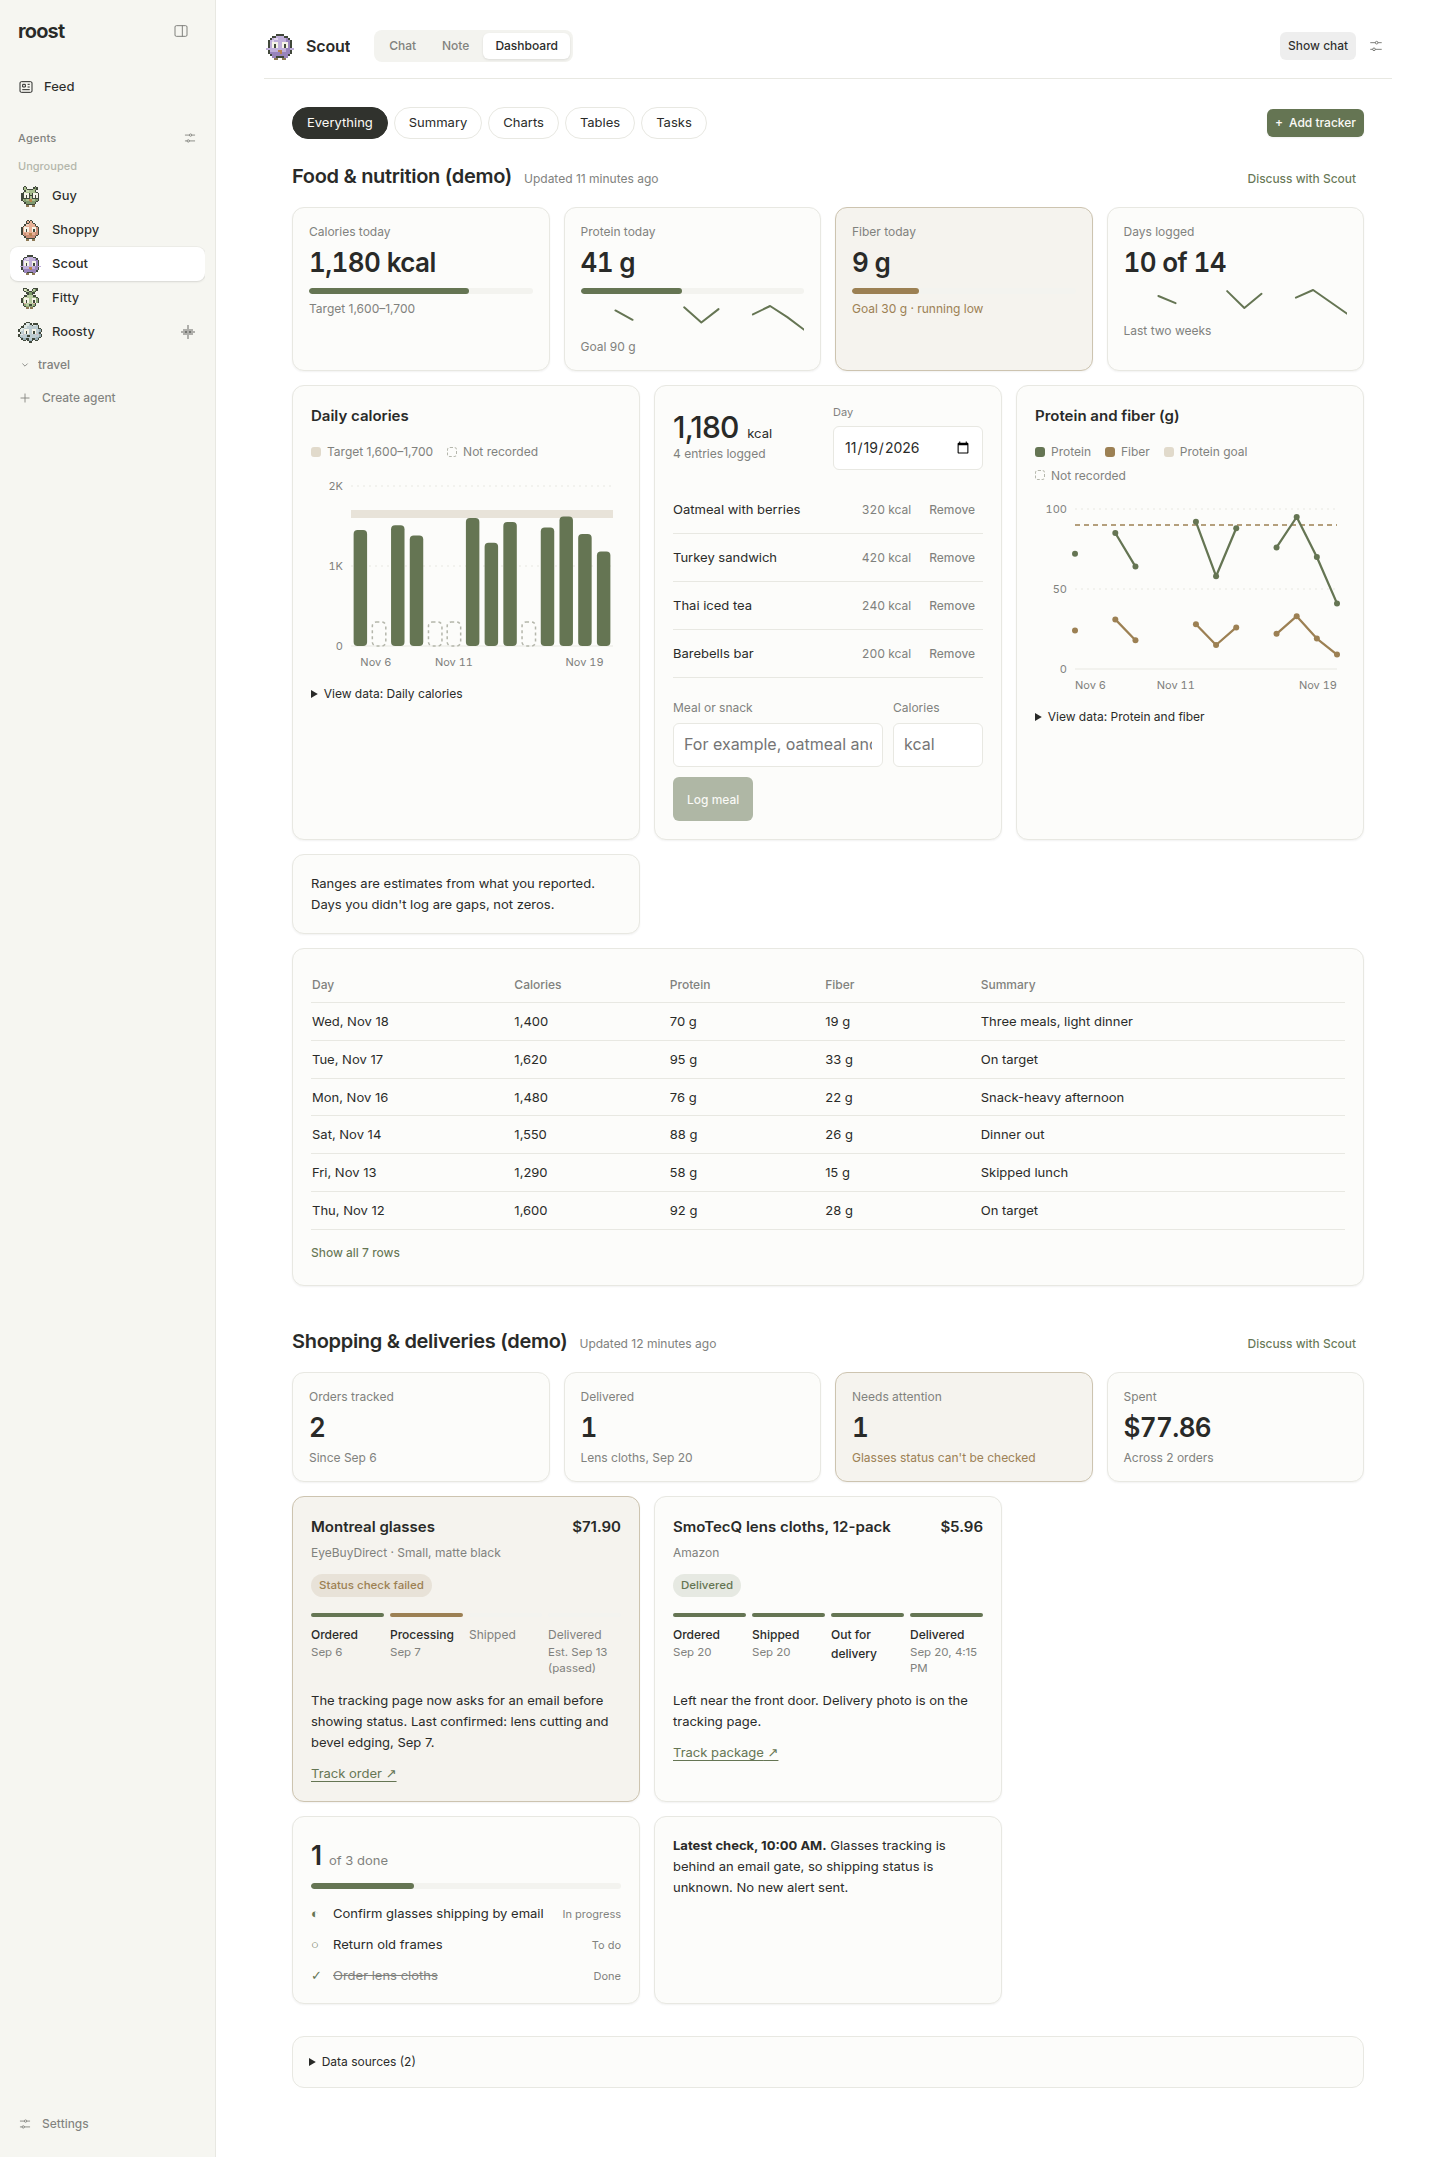 roost
Feed
Agents
Ungrouped
Guy
Shoppy
Scout
Fitty
Roosty
travel
Create agent
Settings
Scout
Chat
Note
Dashboard
Show chat
Everything
Summary
Charts
Tables
Tasks
+ Add tracker
Food & nutrition (demo)
Updated 11 minutes ago
Discuss with Scout
Calories today
1,180 kcal
Target 1,600–1,700
Protein today
41 g
Goal 90 g
Fiber today
9 g
Goal 30 g · running low
Days logged
10 of 14
Last two weeks
Daily calories
Target 1,600–1,700
Not recorded
2K
1K
0
Nov 6
Nov 11
Nov 19
View data: Daily calories
1,180 kcal
4 entries logged
Day
11/19/2026
Oatmeal with berries 320 kcal Remove
Turkey sandwich 420 kcal Remove
Thai iced tea 240 kcal Remove
Barebells bar 200 kcal Remove
Meal or snack
Calories
For example, oatmeal and
kcal
Log meal
Protein and fiber (g)
Protein
Fiber
Protein goal
Not recorded
100
50
0
Nov 6
Nov 11
Nov 19
View data: Protein and fiber
Ranges are estimates from what you reported.
Days you didn't log are gaps, not zeros.
Day Calories Protein Fiber Summary
Wed, Nov 18 1,400 70 g 19 g Three meals, light dinner
Tue, Nov 17 1,620 95 g 33 g On target
Mon, Nov 16 1,480 76 g 22 g Snack-heavy afternoon
Sat, Nov 14 1,550 88 g 26 g Dinner out
Fri, Nov 13 1,290 58 g 15 g Skipped lunch
Thu, Nov 12 1,600 92 g 28 g On target
Show all 7 rows
Shopping & deliveries (demo)
Updated 12 minutes ago
Discuss with Scout
Orders tracked
2
Since Sep 6
Delivered
1
Lens cloths, Sep 20
Needs attention
1
Glasses status can't be checked
Spent
$77.86
Across 2 orders
Montreal glasses $71.90
EyeBuyDirect · Small, matte black
Status check failed
Ordered
Sep 6
Processing
Sep 7
Shipped
Delivered
Est. Sep 13
(passed)
The tracking page now asks for an email before
showing status. Last confirmed: lens cutting and
bevel edging, Sep 7.
Track order ↗
SmoTecQ lens cloths, 12-pack $5.96
Amazon
Delivered
Ordered
Sep 20
Shipped
Sep 20
Out for
delivery
Delivered
Sep 20, 4:15
PM
Left near the front door. Delivery photo is on the
tracking page.
Track package ↗
1 of 3 done
Confirm glasses shipping by email In progress
Return old frames To do
Order lens cloths Done
Latest check, 10:00 AM. Glasses tracking is
behind an email gate, so shipping status is
unknown. No new alert sent.
Data sources (2)